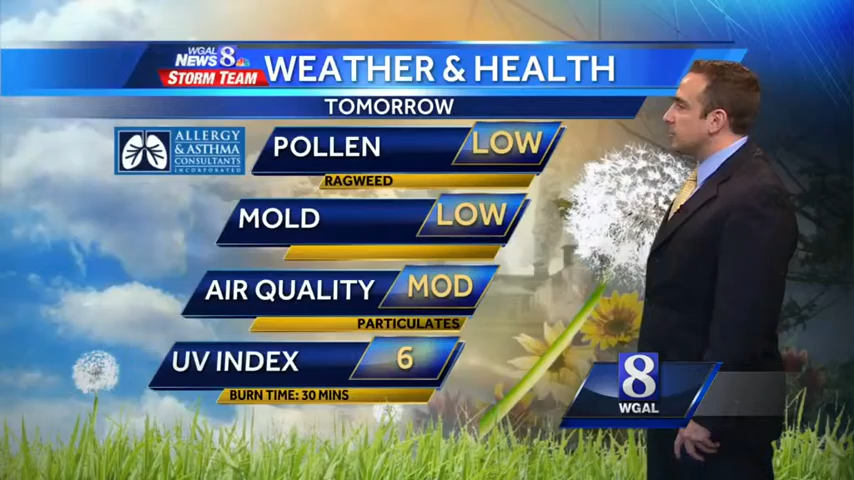 WGAL
NEWS 8
STORM TEAM
WEATHER & HEALTH
TOMORROW
ALLERGY
& ASTHMA
CONSULTANTS
INCORPORATED
POLLEN LOW
RAGWEED
MOLD LOW
AIR QUALITY MOD
PARTICULATES
UV INDEX 6
BURN TIME: 30 MINS
8
WGAL